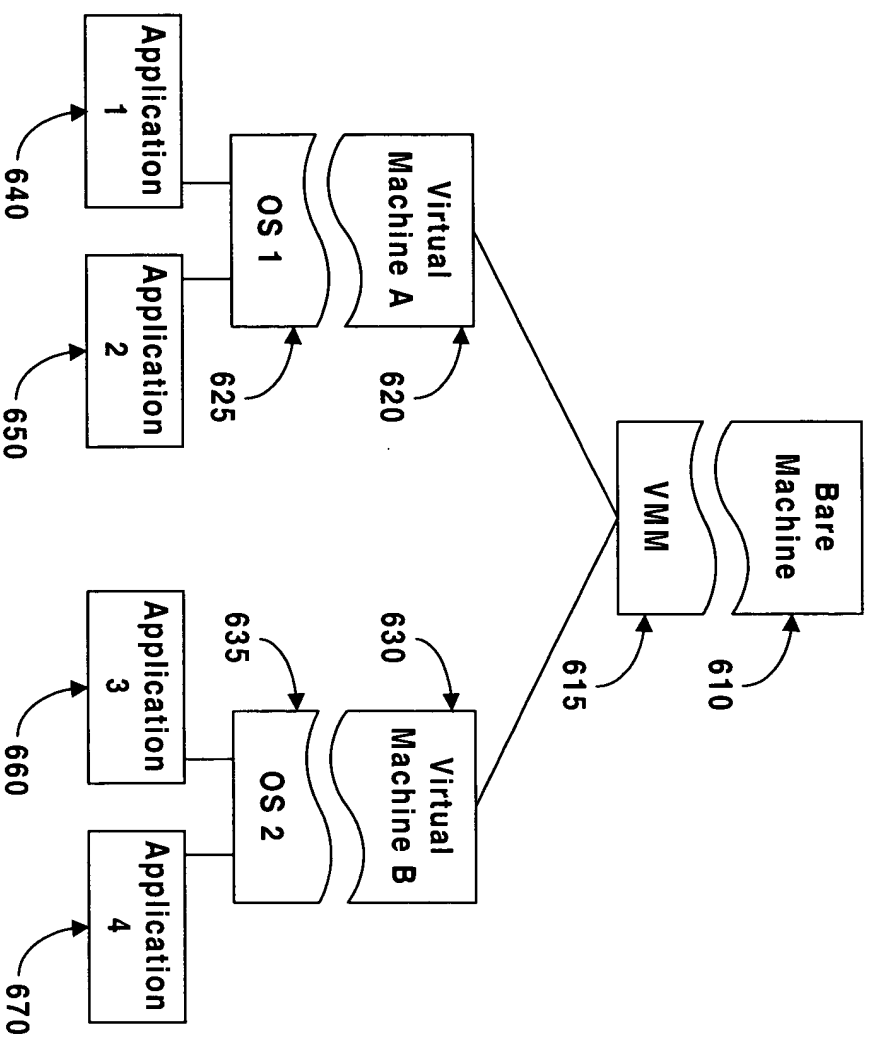 Bare
Machine
610
VMM
615
Virtual
Machine A
620
OS 1
625
Virtual
Machine B
630
OS 2
635
Application
1
640
Application
2
650
Application
3
660
Application
4
670